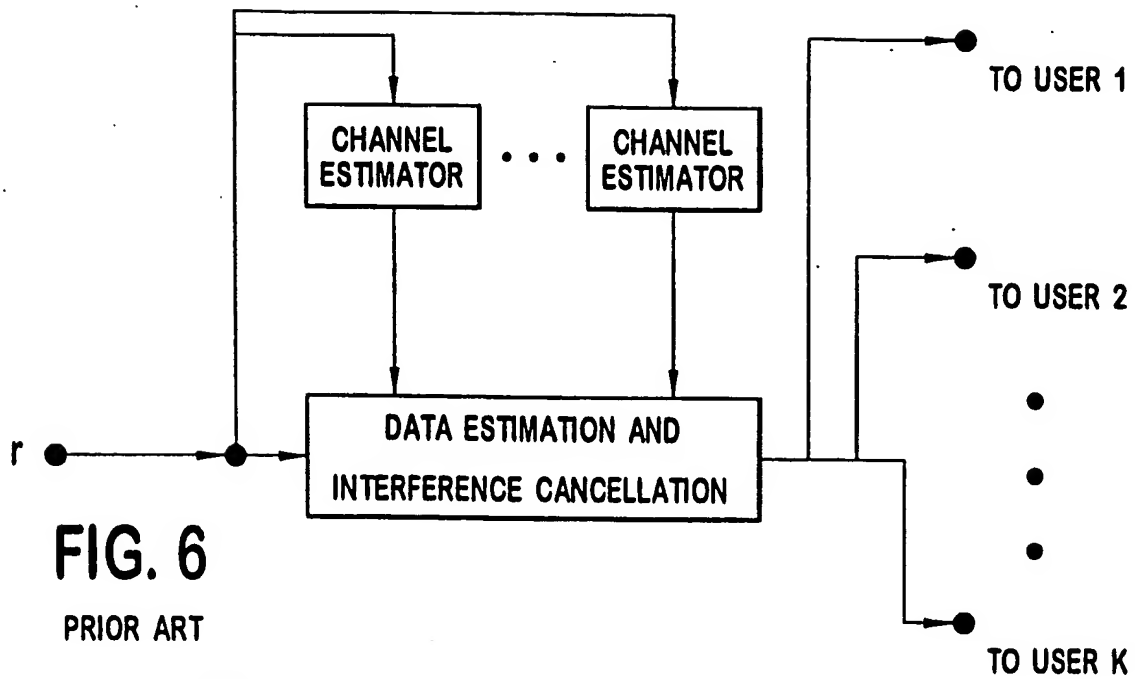 TO USER 1
CHANNEL
ESTIMATOR
CHANNEL
ESTIMATOR
TO USER 2
DATA ESTIMATION AND
INTERFERENCE CANCELLATION
r
FIG. 6
PRIOR ART
TO USER K